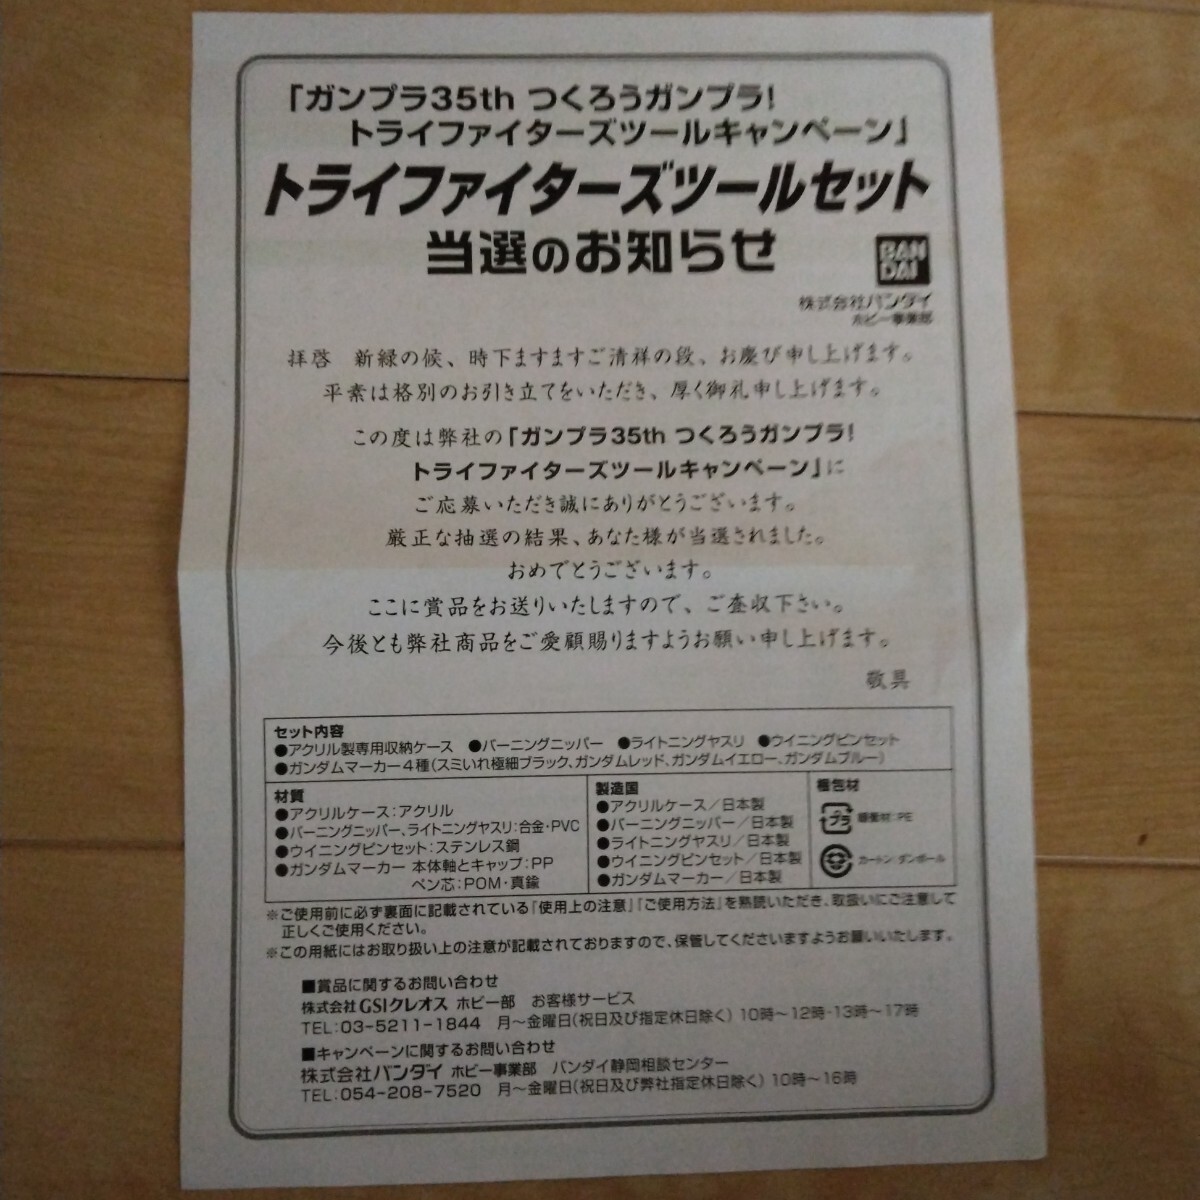 「ガンプラ35th つくろうガンプラ!
トライファイターズツールキャンペーン」
トライファイターズツールセット
当選のお知らせ
BAN
DAI
株式会社バンダイ
ホビー事業部
拝啓 新緑の候、時下ますますご清祥の段、お慶び申し上げます。
平素は格別のお引き立てをいただき、厚く御礼申し上げます。
この度は弊社の「ガンプラ35th つくろうガンプラ!
トライファイターズツールキャンペーン」に
ご応募いただき誠にありがとうございます。
厳正な抽選の結果、あなた様が当選されました。
おめでとうございます。
ここに賞品をお送りいたしますので、ご査収下さい。
今後とも弊社商品をご愛顧賜りますようお願い申し上げます。
敬具
セット内容
●アクリル製専用収納ケース ●バーニングニッパー ●ライトニングヤスリ ●ウイニングピンセット
●ガンダムマーカー4種(スミいれ極細ブラック、ガンダムレッド、ガンダムイエロー、ガンダムブルー)
材質
●アクリルケース:アクリル
●バーニングニッパー、ライトニングヤスリ:合金・PVC
●ウイニングピンセット:ステンレス鋼
●ガンダムマーカー 本体軸とキャップ:PP
ペン芯:POM・真鍮
製造国
●アクリルケース/日本製
●バーニングニッパー/日本製
●ライトニングヤスリ/日本製
●ウイニングピンセット/日本製
●ガンダムマーカー/日本製
梱包材
プラ 緩衝材:PE
カートン:ダンボール
※ご使用前に必ず裏面に記載されている「使用上の注意」「ご使用方法」を熟読いただき、取扱いにご注意して
正しくご使用ください。
※この用紙にはお取り扱い上の注意が記載されておりますので、保管してくださいますようお願いいたします。
■賞品に関するお問い合わせ
株式会社GSIクレオス ホビー部 お客様サービス
TEL:03-5211-1844 月～金曜日(祝日及び指定休日除く) 10時～12時・13時～17時
■キャンペーンに関するお問い合わせ
株式会社バンダイ ホビー事業部 バンダイ静岡相談センター
TEL:054-208-7520 月～金曜日(祝日及び弊社指定休日除く) 10時～16時